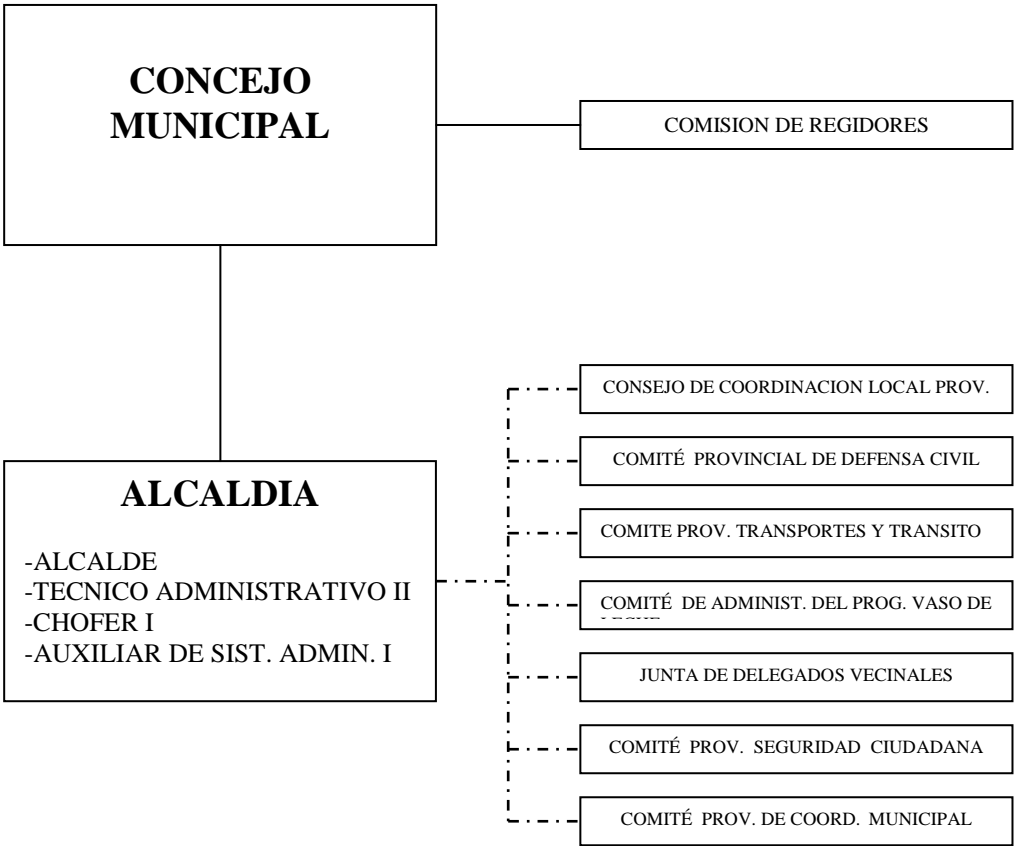 CONCEJO
MUNICIPAL
COMISION DE REGIDORES
CONSEJO DE COORDINACION LOCAL PROV.
COMITÉ PROVINCIAL DE DEFENSA CIVIL
ALCALDIA
-ALCALDE
-TECNICO ADMINISTRATIVO II
-CHOFER I
-AUXILIAR DE SIST. ADMIN. I
COMITE PROV. TRANSPORTES Y TRANSITO
COMITÉ DE ADMINIST. DEL PROG. VASO DE
JUNTA DE DELEGADOS VECINALES
COMITÉ PROV. SEGURIDAD CIUDADANA
COMITÉ PROV. DE COORD. MUNICIPAL